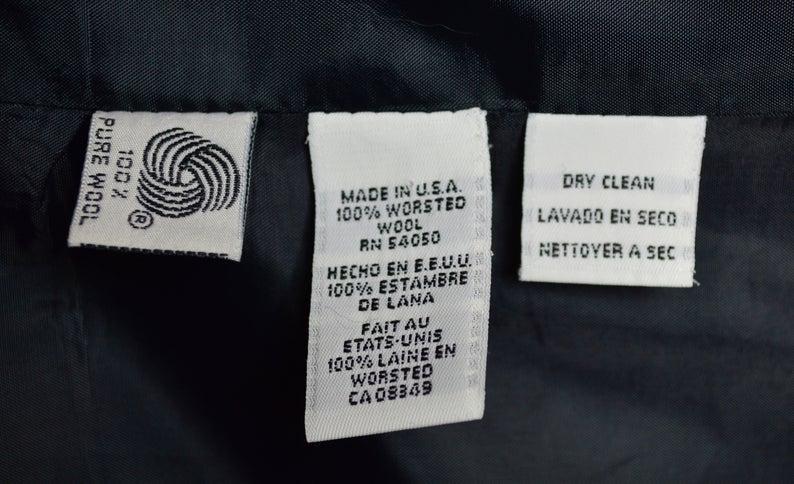 100%
PURE WOOL
®
MADE IN U.S.A.
100% WORSTED
WOOL
RN 54050
HECHO EN E.E.U.U.
100% ESTAMBRE
DE LANA
FAIT AU
ETATS-UNIS
100% LAINE EN
WORSTED
CA 08349
DRY CLEAN
LAVADO EN SECO
NETTOYER A SEC